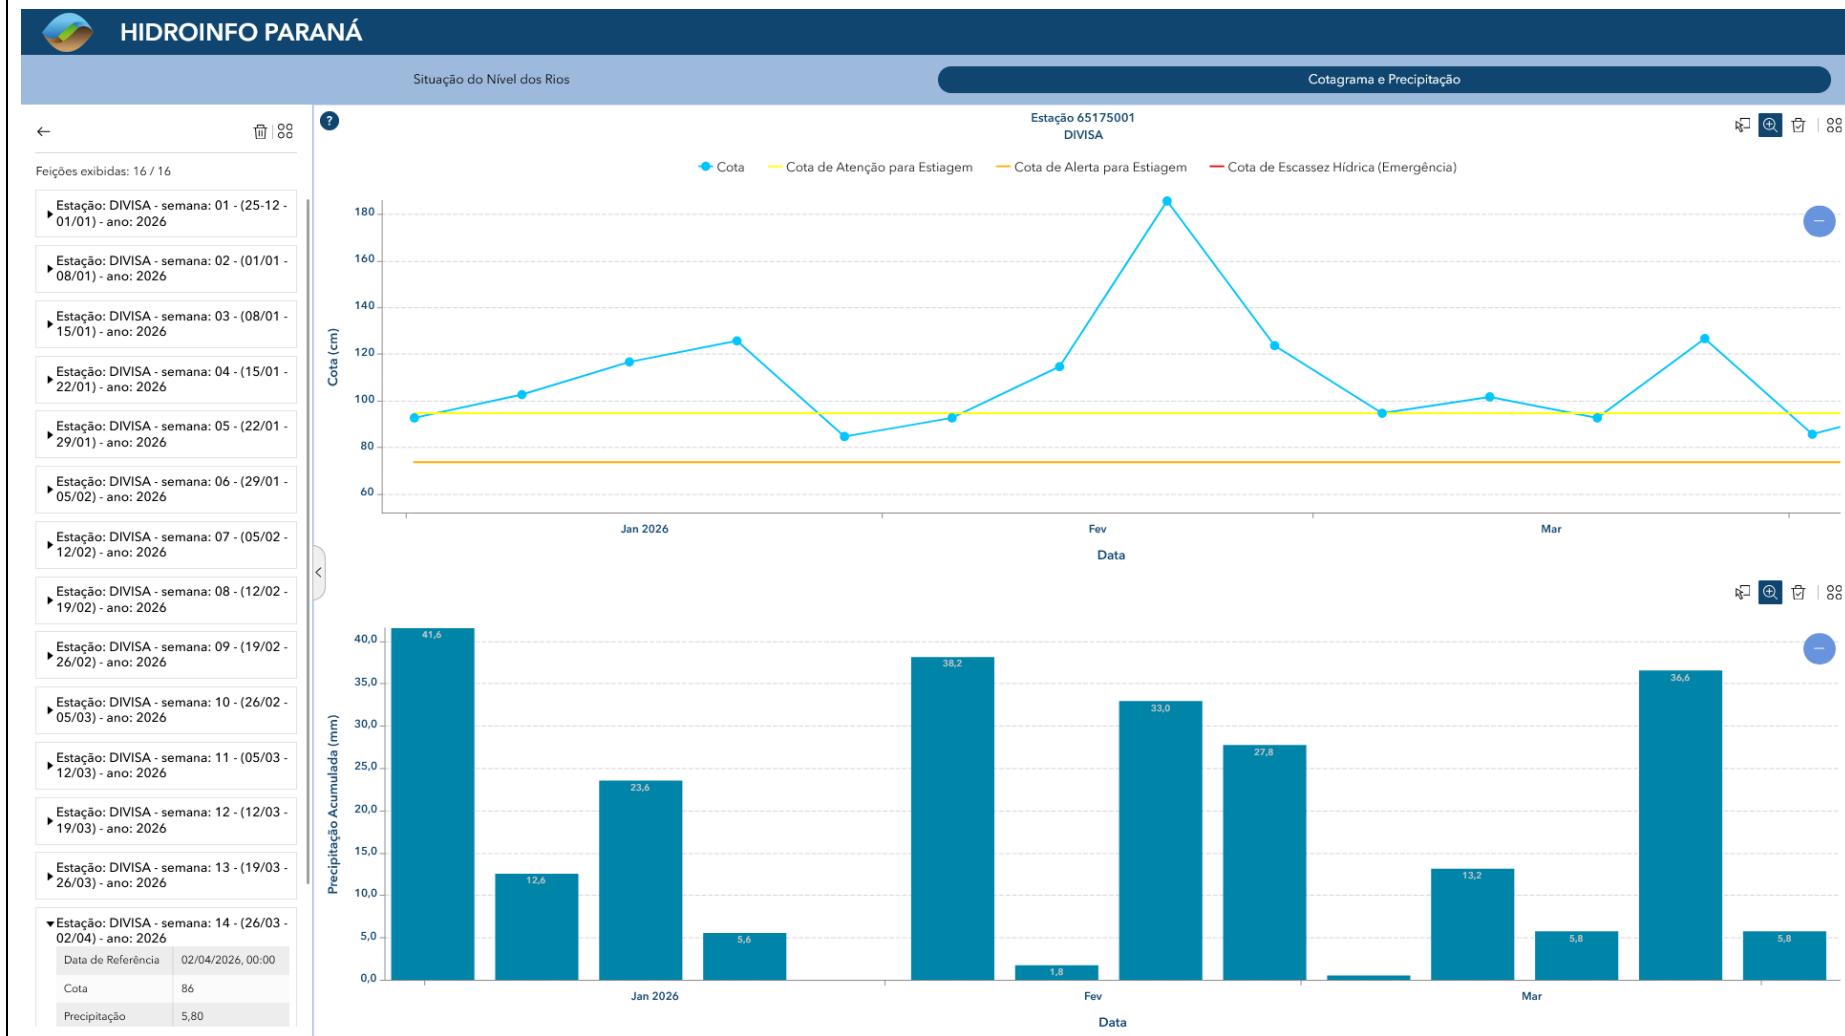 HIDROINFO PARANÁ
Situação do Nível dos Rios
Cotagrama e Precipitação
Feições exibidas: 16 / 16
Estação: DIVISA - semana: 01 - (25-12 -
01/01) - ano: 2026
Estação: DIVISA - semana: 02 - (01/01 -
08/01) - ano: 2026
Estação: DIVISA - semana: 03 - (08/01 -
15/01) - ano: 2026
Estação: DIVISA - semana: 04 - (15/01 -
22/01) - ano: 2026
Estação: DIVISA - semana: 05 - (22/01 -
29/01) - ano: 2026
Estação: DIVISA - semana: 06 - (29/01 -
05/02) - ano: 2026
Estação: DIVISA - semana: 07 - (05/02 -
12/02) - ano: 2026
Estação: DIVISA - semana: 08 - (12/02 -
19/02) - ano: 2026
Estação: DIVISA - semana: 09 - (19/02 -
26/02) - ano: 2026
Estação: DIVISA - semana: 10 - (26/02 -
05/03) - ano: 2026
Estação: DIVISA - semana: 11 - (05/03 -
12/03) - ano: 2026
Estação: DIVISA - semana: 12 - (12/03 -
19/03) - ano: 2026
Estação: DIVISA - semana: 13 - (19/03 -
26/03) - ano: 2026
Estação: DIVISA - semana: 14 - (26/03 -
02/04) - ano: 2026
Data de Referência 02/04/2026, 00:00
Cota 86
Precipitação 5,80
?
Estação 65175001
DIVISA
Cota Cota de Atenção para Estiagem Cota de Alerta para Estiagem Cota de Escassez Hídrica (Emergência)
Cota (cm)
180
160
140
120
100
80
60
Jan 2026 Fev Mar
Data
Precipitação Acumulada (mm)
40,0
35,0
30,0
25,0
20,0
15,0
10,0
5,0
0,0
41,6
12,6
23,6
5,6
38,2
1,8
33,0
27,8
13,2
5,8
36,6
5,8
Jan 2026 Fev Mar
Data